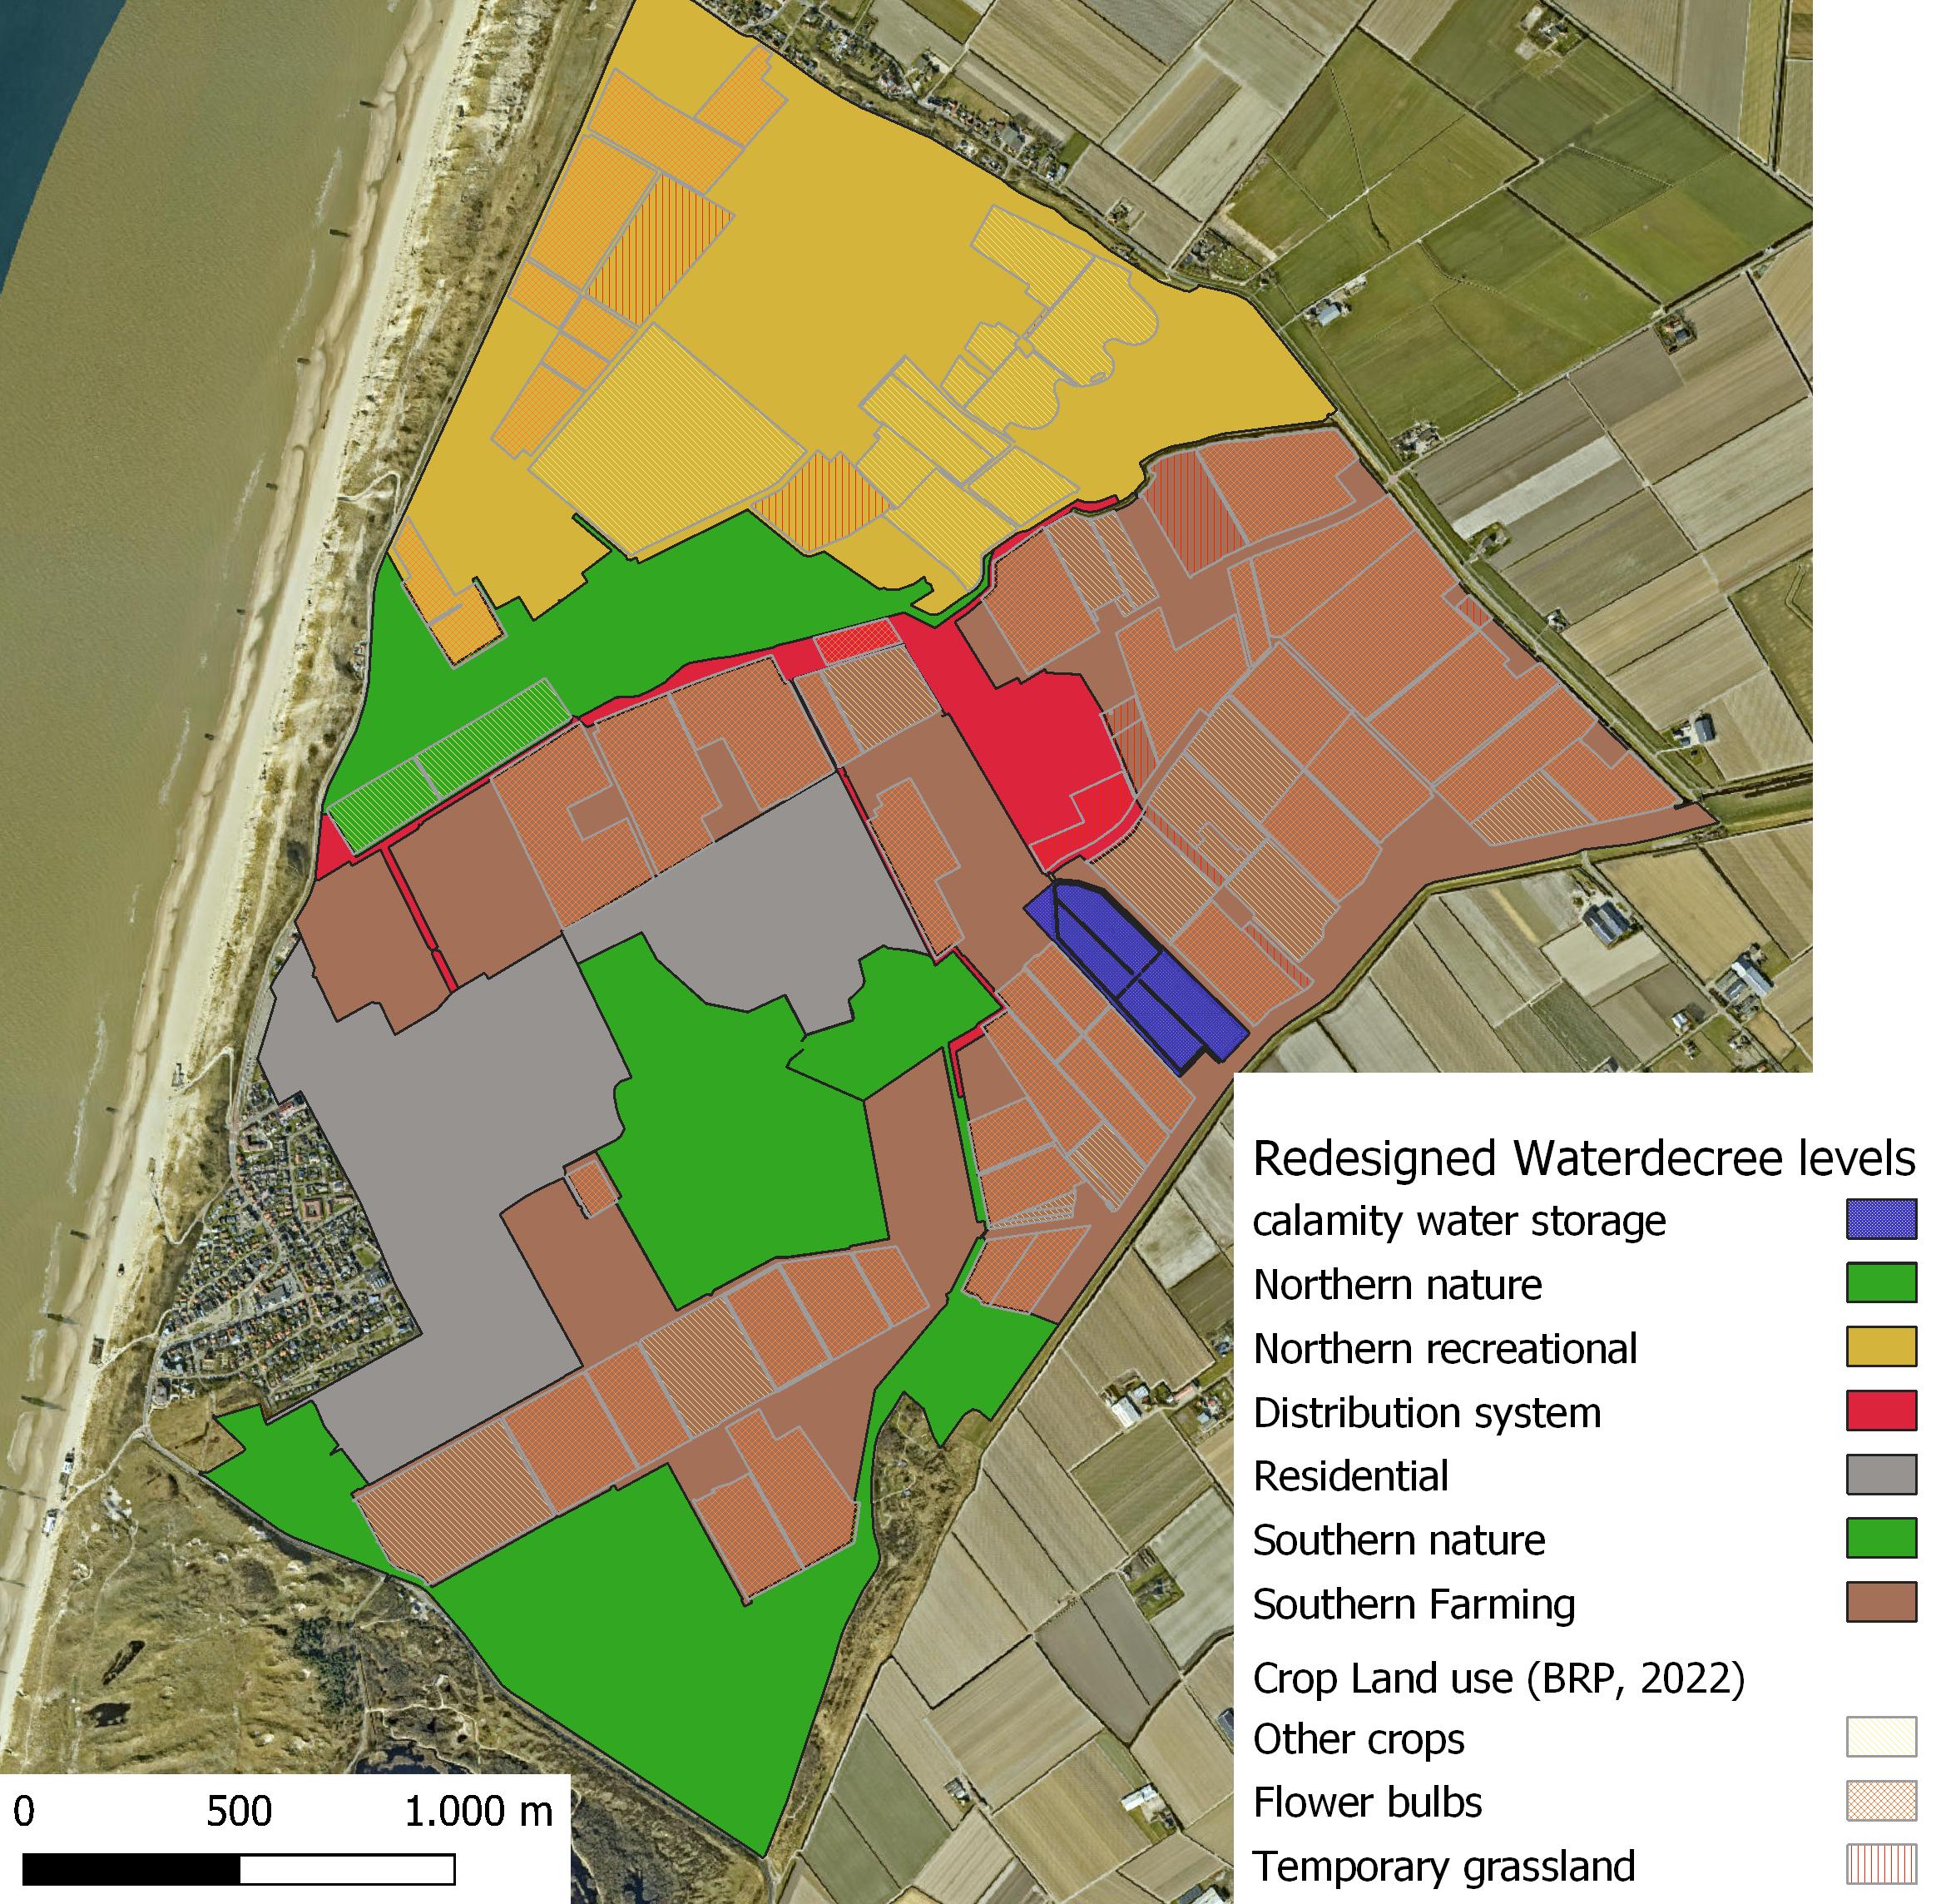 Redesigned Waterdecree levels
calamity water storage
Northern nature
Northern recreational
Distribution system
Residential
Southern nature
Southern Farming
Crop Land use (BRP, 2022)
Other crops
Flower bulbs
Temporary grassland
0 500 1.000 m